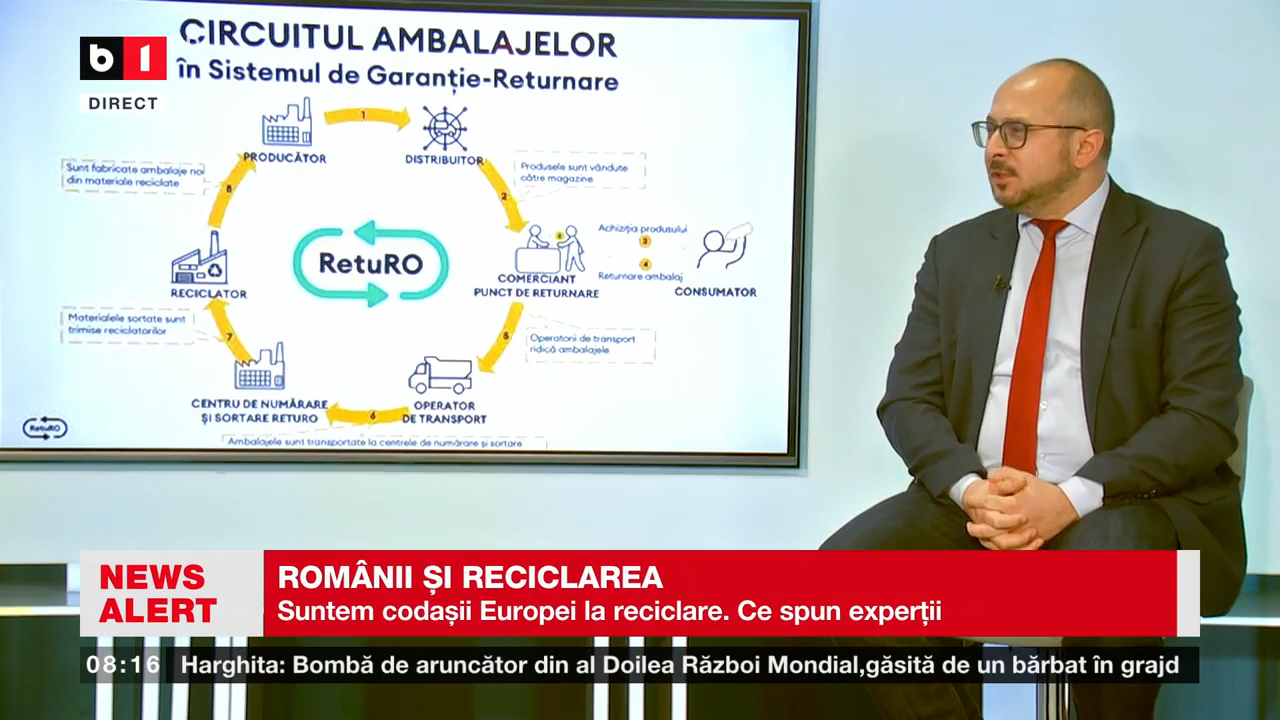 b 1
DIRECT
CIRCUITUL AMBALAJELOR
în Sistemul de Garanție-Returnare
1
PRODUCĂTOR
DISTRIBUITOR
Sunt fabricate ambalaje noi
din materiale reciclate
8
Produsele sunt vândute
către magazine
2
RetuRO
Achiziția produsului
3
4
Returnare ambalaj
COMERCIANT
PUNCT DE RETURNARE
CONSUMATOR
RECICLATOR
Materialele sortate sunt
trimise reciclatorilor
7
5
Operatorii de transport
ridică ambalajele
CENTRU DE NUMĂRARE
ȘI SORTARE RETURO
6
OPERATOR
DE TRANSPORT
RetuRO
Ambalajele sunt transportate la centrele de numărare și sortare
NEWS
ALERT
ROMÂNII ȘI RECICLAREA
Suntem codașii Europei la reciclare. Ce spun experții
08:16 Harghita: Bombă de aruncător din al Doilea Război Mondial,găsită de un bărbat în grajd